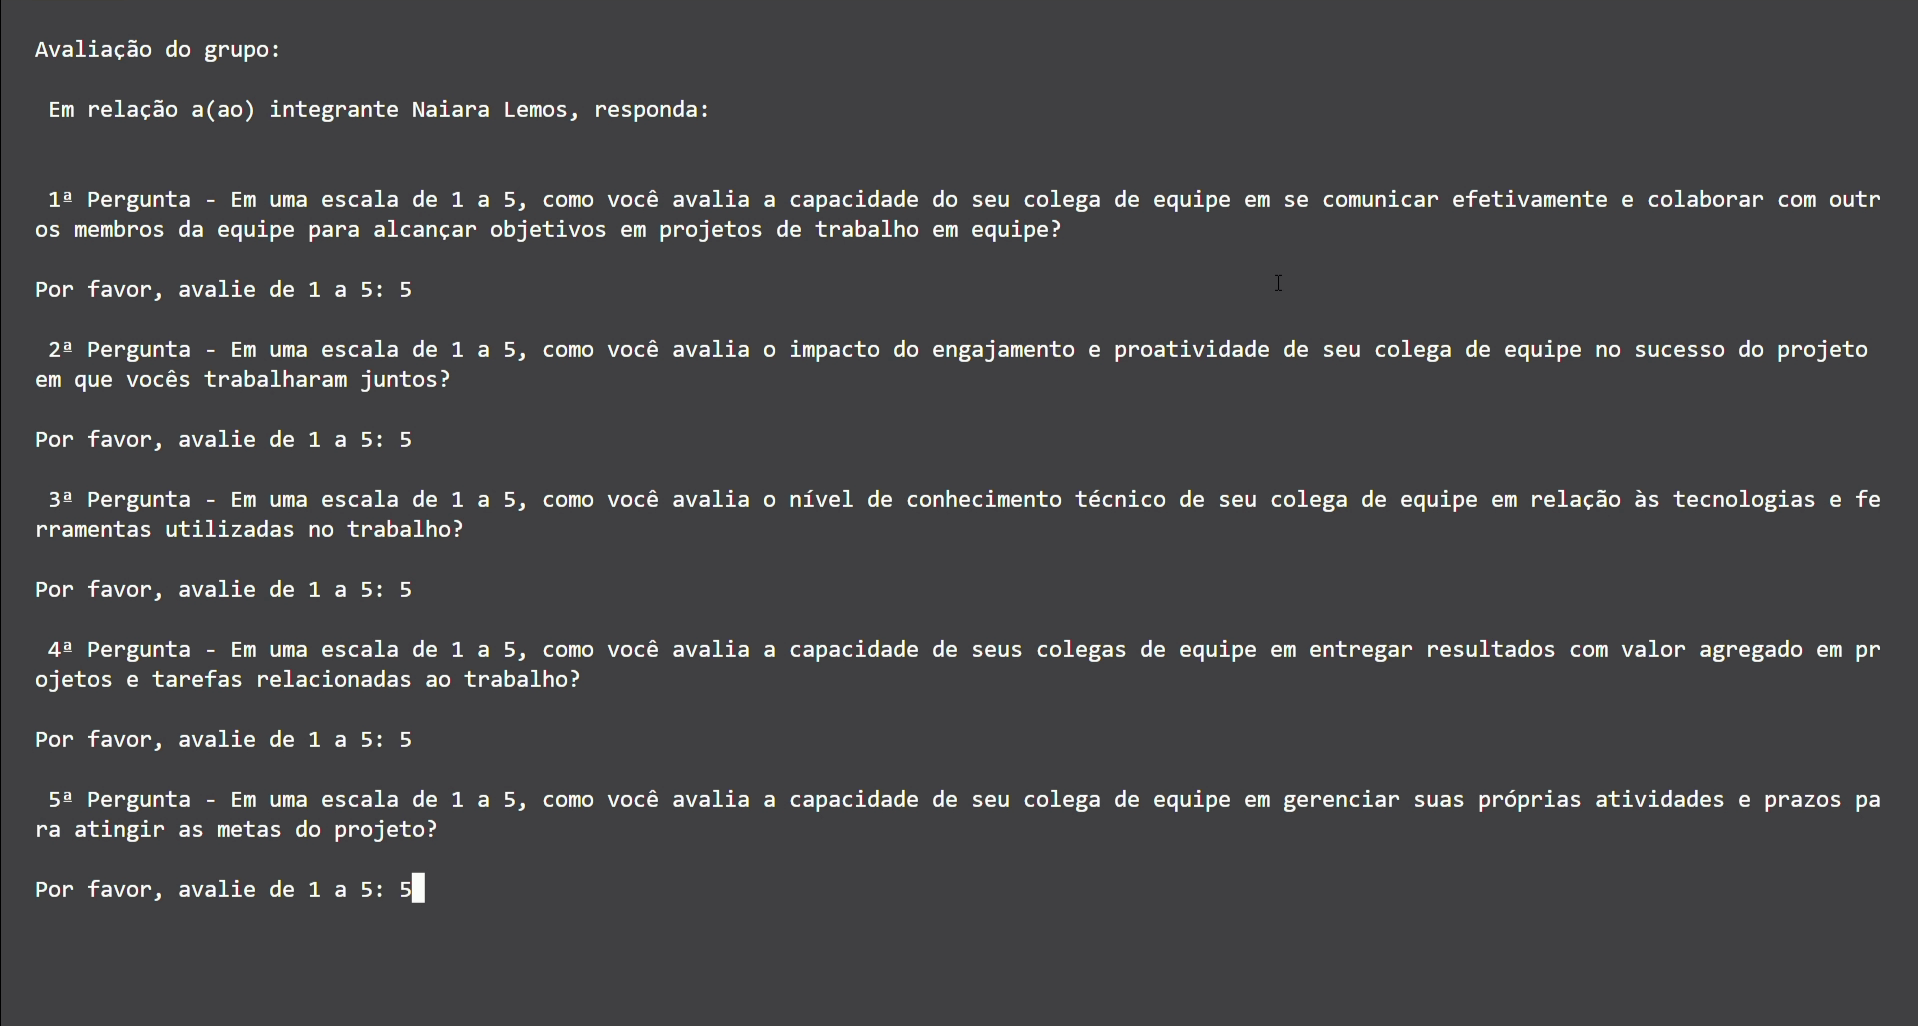 Avaliação do grupo:
Em relação a(ao) integrante Naiara Lemos, responda:
1ª Pergunta - Em uma escala de 1 a 5, como você avalia a capacidade do seu colega de equipe em se comunicar efetivamente e colaborar com outr
os membros da equipe para alcançar objetivos em projetos de trabalho em equipe?
Por favor, avalie de 1 a 5: 5
2ª Pergunta - Em uma escala de 1 a 5, como você avalia o impacto do engajamento e proatividade de seu colega de equipe no sucesso do projeto
em que vocês trabalharam juntos?
Por favor, avalie de 1 a 5: 5
3ª Pergunta - Em uma escala de 1 a 5, como você avalia o nível de conhecimento técnico de seu colega de equipe em relação às tecnologias e fe
rramentas utilizadas no trabalho?
Por favor, avalie de 1 a 5: 5
4ª Pergunta - Em uma escala de 1 a 5, como você avalia a capacidade de seus colegas de equipe em entregar resultados com valor agregado em pr
ojetos e tarefas relacionadas ao trabalho?
Por favor, avalie de 1 a 5: 5
5ª Pergunta - Em uma escala de 1 a 5, como você avalia a capacidade de seu colega de equipe em gerenciar suas próprias atividades e prazos pa
ra atingir as metas do projeto?
Por favor, avalie de 1 a 5: 5